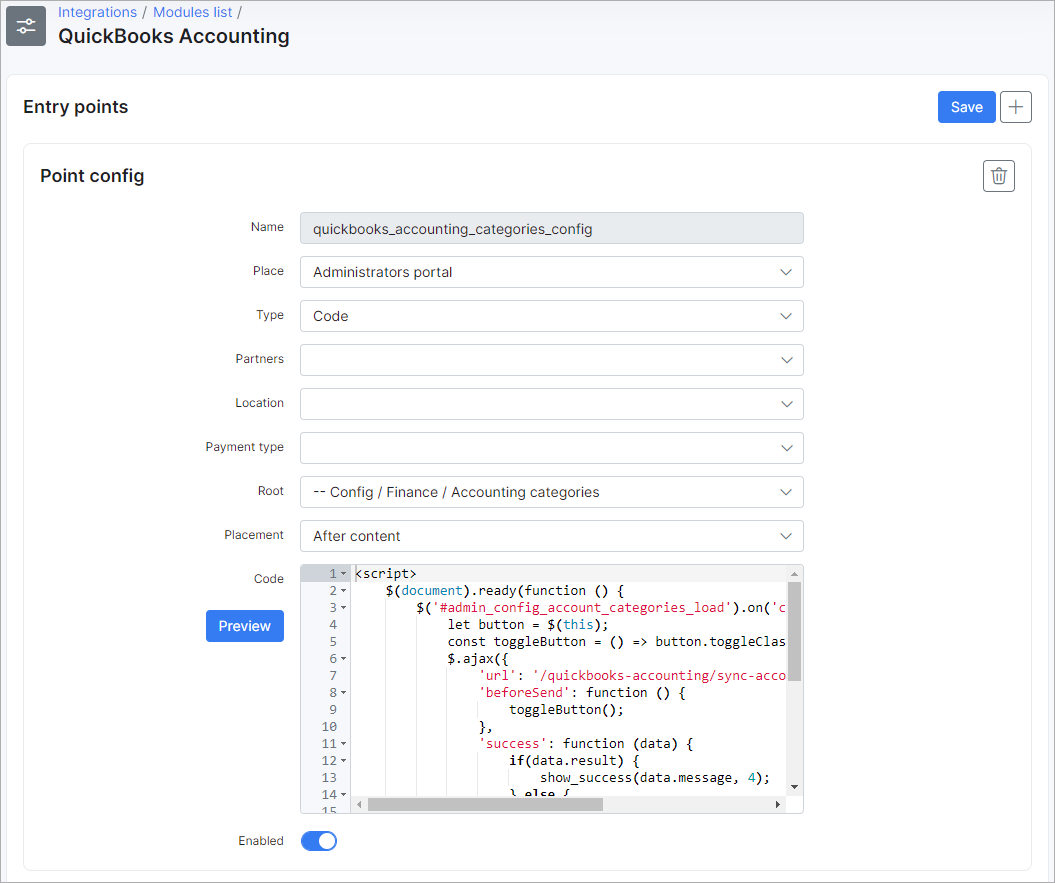 Integrations / Modules list /
QuickBooks Accounting
Entry points
Save
Point config
Name
quickbooks_accounting_categories_config
Place
Administrators portal
Type
Code
Partners
Location
Payment type
Root
-- Config / Finance / Accounting categories
Placement
After content
Code
Preview
1 <script>
2 $(document).ready(function () {
3 $('#admin_config_account_categories_load').on('c
4 let button = $(this);
5 const toggleButton = () => button.toggleClas
6 $.ajax({
7 'url': '/quickbooks-accounting/sync-acco
8 'beforeSend': function () {
9 toggleButton();
10 },
11 'success': function (data) {
12 if(data.result) {
13 show_success(data.message, 4);
14 } else {
15
Enabled